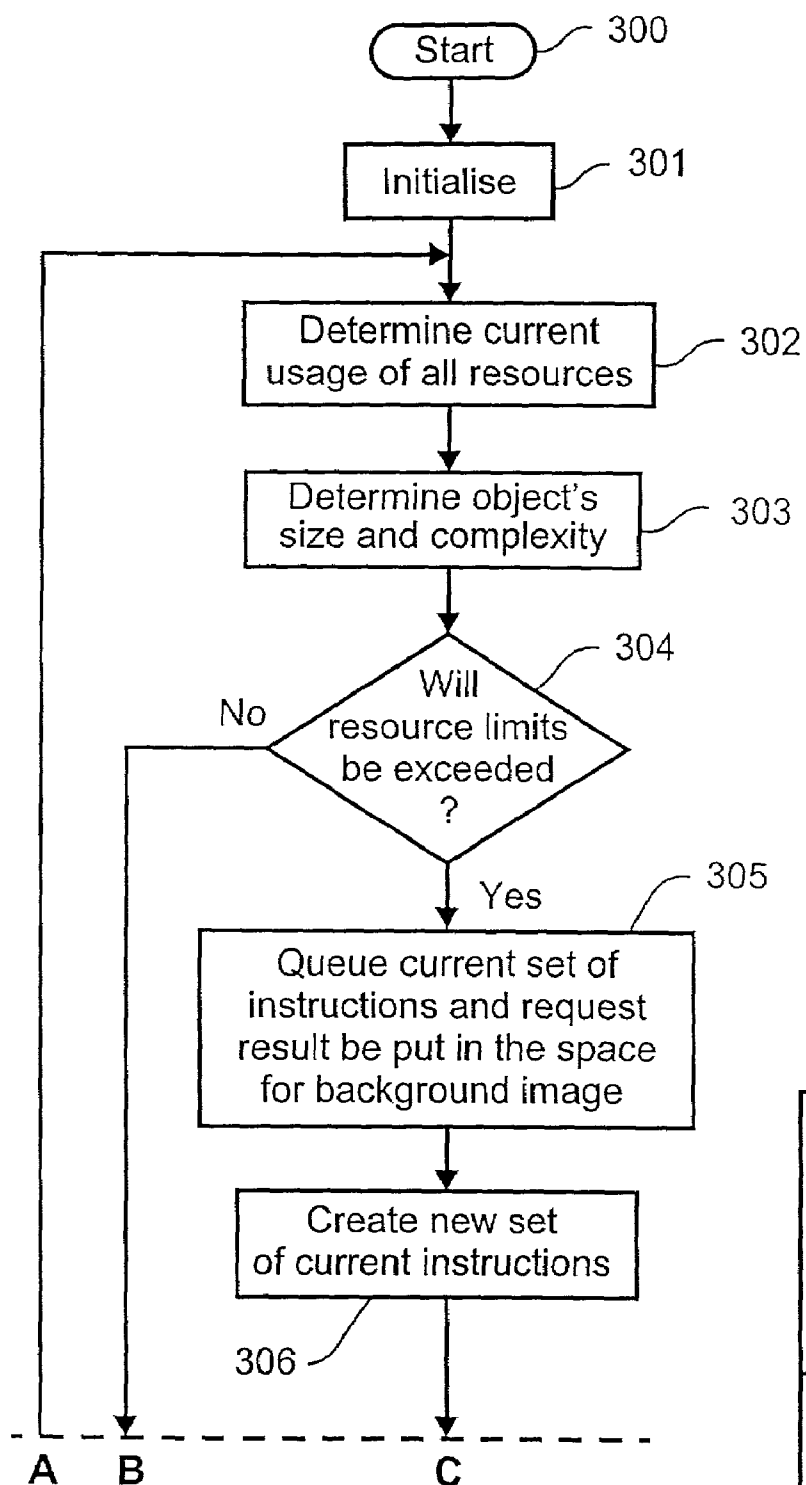 Start
300
Initialise
301
Determine current
usage of all resources
302
Determine object's
size and complexity
303
304
Will
resource limits
be exceeded
?
No
Yes
305
Queue current set of
instructions and request
result be put in the space
for background image
Create new set
of current instructions
306
A B C